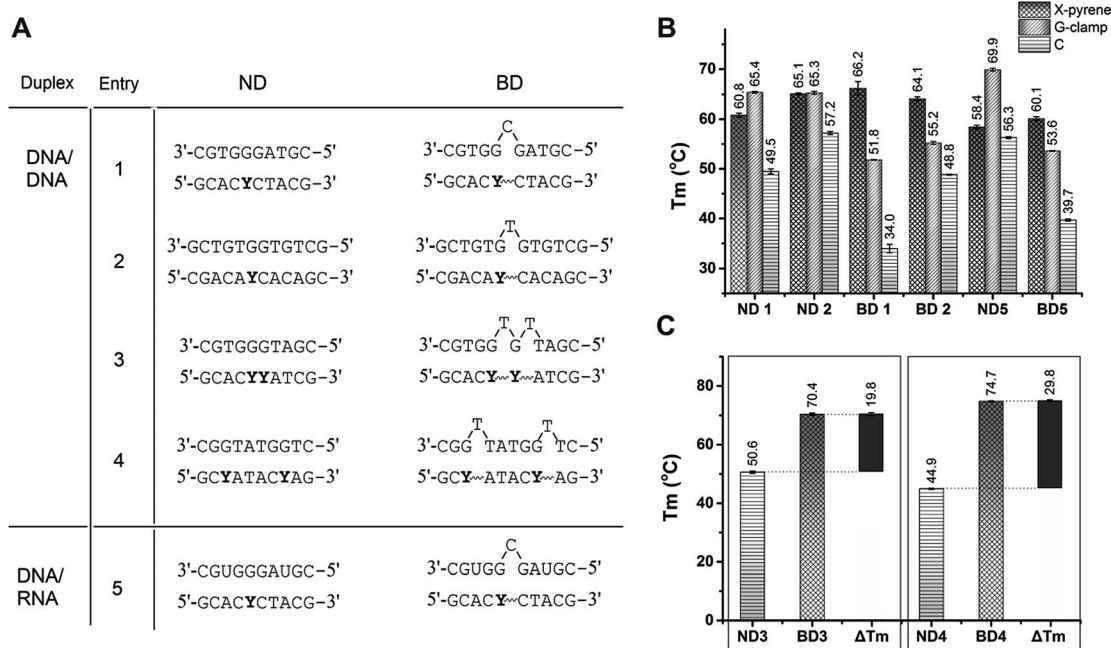 A
Duplex Entry ND BD
DNA/
DNA
1
3'-CGTGGGATGC-5'
5'-GCACYCTACG-3'
C
3'-CGTGG GATGC-5'
5'-GCACY~~CTACG-3'
2
3'-GCTGTGGTGTCG-5'
5'-CGACAYCACAGC-3'
T
3'-GCTGTG GTGTCG-5'
5'-CGACAY~~CACAGC-3'
3
3'-CGTGGGTAGC-5'
5'-GCACYYATCG-3'
T T
3'-CGTGG G TAGC-5'
5'-GCACY~~Y~~ATCG-3'
4
3'-CGGTATGGTC-5'
5'-GCYATACYAG-3'
T T
3'-CGG TATGG TC-5'
5'-GCY~~ATACY~~AG-3'
DNA/
RNA
5
3'-CGUGGGAUGC-5'
5'-GCACYCTACG-3'
C
3'-CGUGG GAUGC-5'
5'-GCACY~~CTACG-3'
B
X-pyrene
G-clamp
C
Tm (°C)
70
60
50
40
30
60.8 65.4 49.5
65.1 65.3 57.2
66.2 51.8 34.0
64.1 55.2 48.8
58.4 69.9 56.3
60.1 53.6 39.7
ND 1 ND 2 BD 1 BD 2 ND5 BD5
C
Tm (°C)
80
60
40
20
0
50.6 70.4 19.8
44.9 74.7 29.8
ND3 BD3 ΔTm ND4 BD4 ΔTm